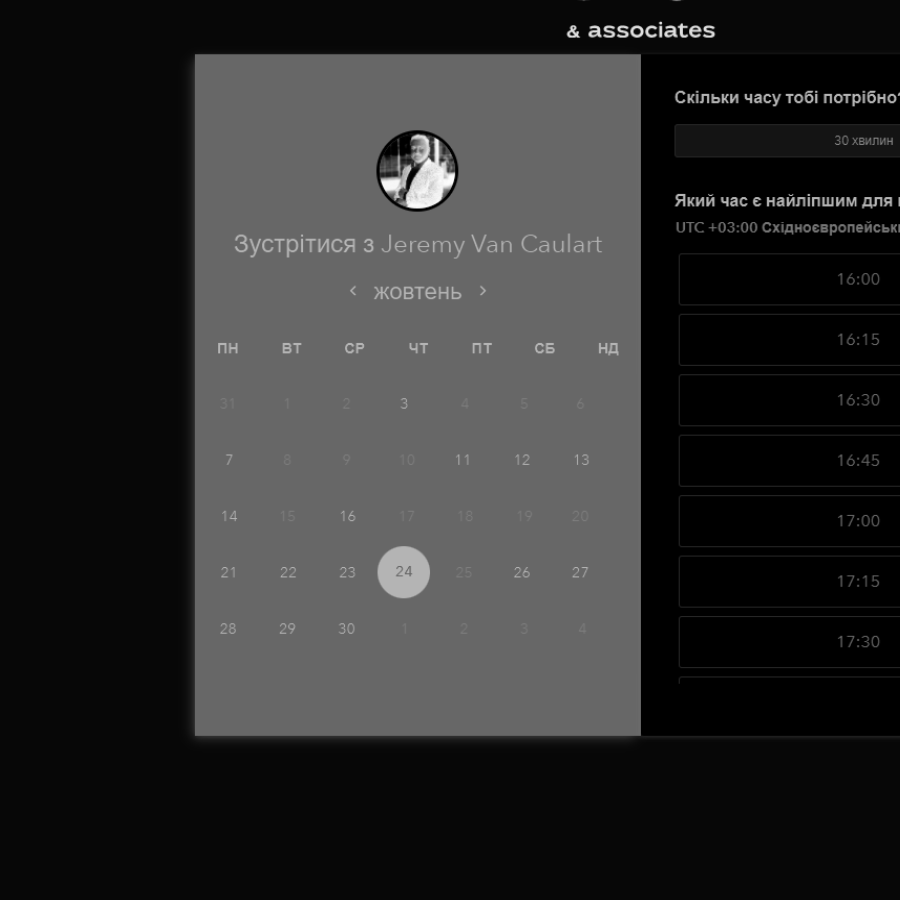 & associates
Зустрітися з Jeremy Van Caulart
‹ жовтень ›
ПН ВТ СР ЧТ ПТ СБ НД
31 1 2 3 4 5 6
7 8 9 10 11 12 13
14 15 16 17 18 19 20
21 22 23 24 25 26 27
28 29 30 1 2 3 4
Скільки часу тобі потрібно?
30 хвилин
Який час є найліпшим для
UTC +03:00 Східноєвропейськ
16:00
16:15
16:30
16:45
17:00
17:15
17:30